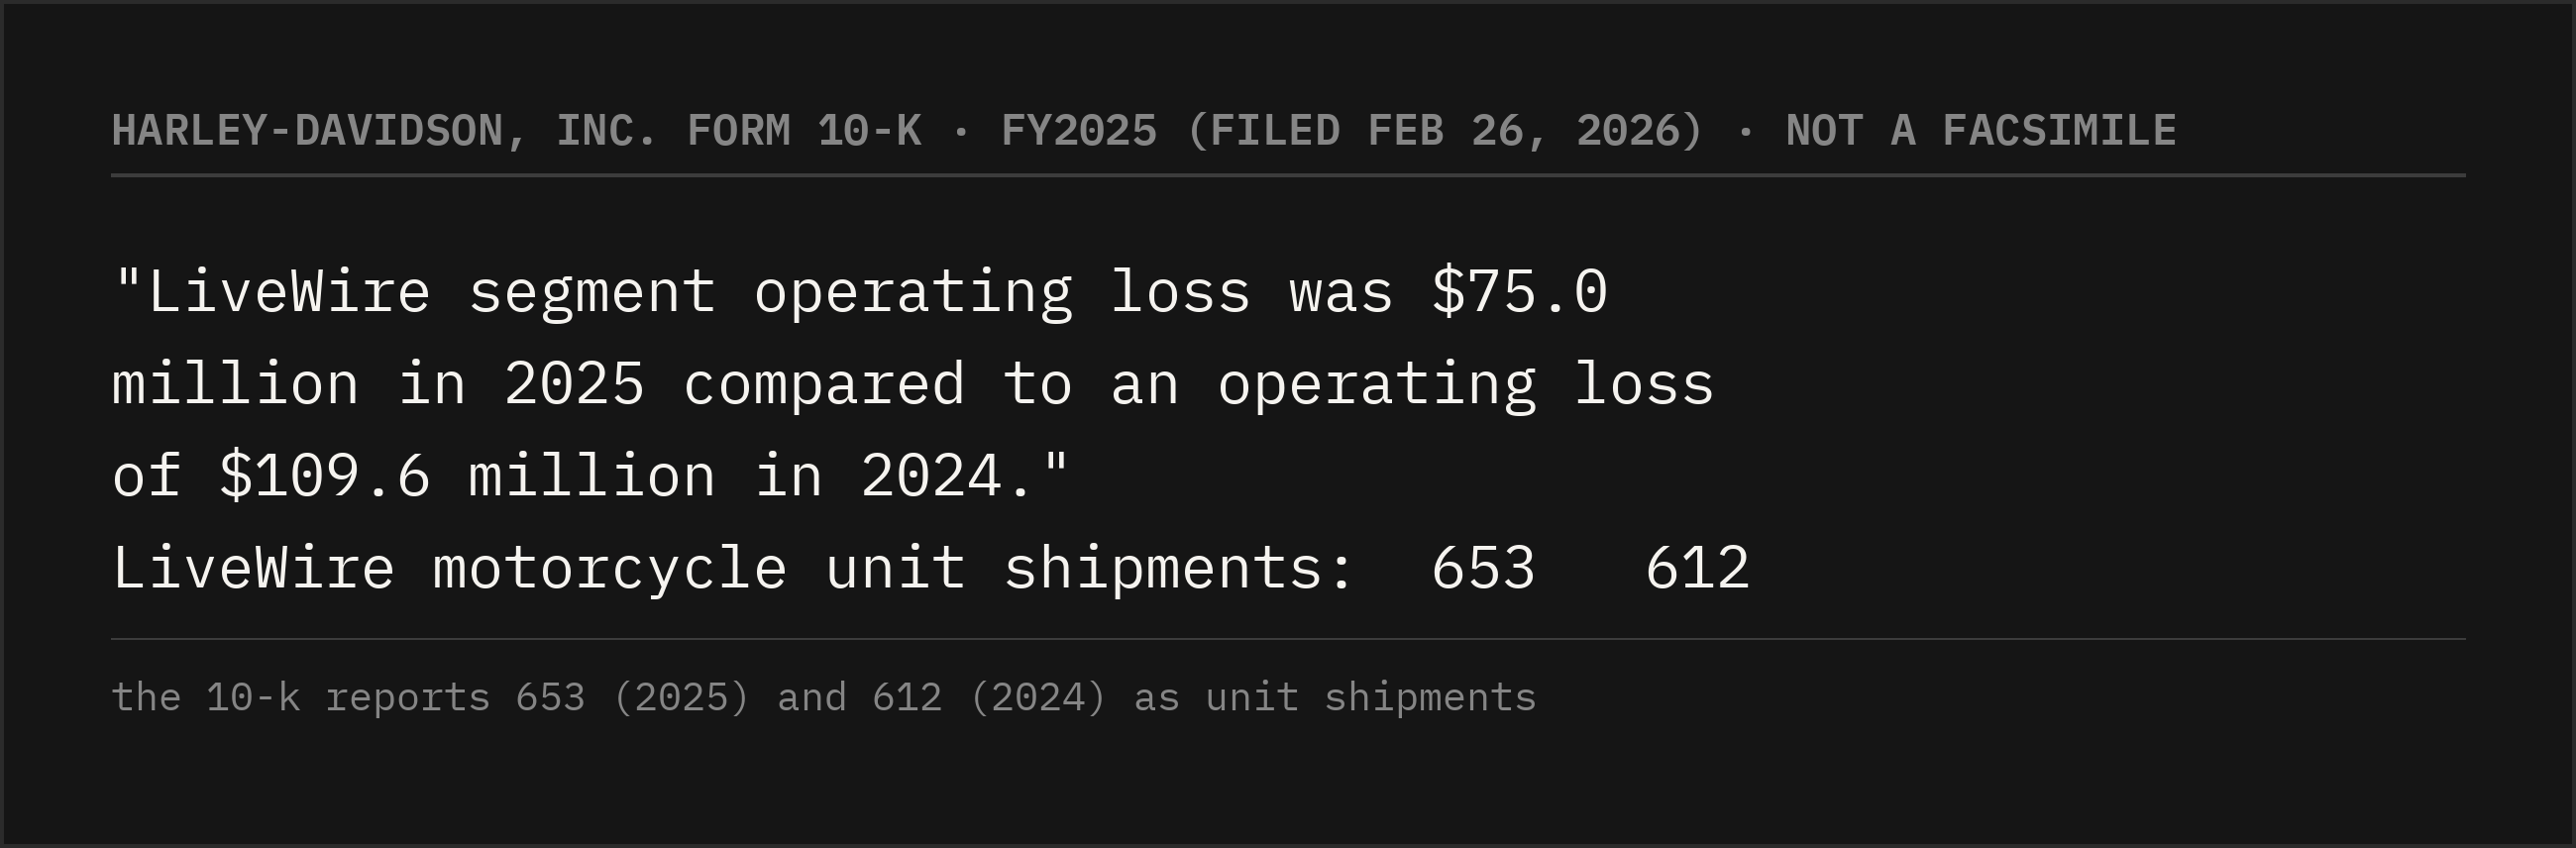 HARLEY-DAVIDSON, INC. FORM 10-K · FY2025 (FILED FEB 26, 2026) · NOT A FACSIMILE
"LiveWire segment operating loss was $75.0
million in 2025 compared to an operating loss
of $109.6 million in 2024."
LiveWire motorcycle unit shipments:  653   612
the 10-k reports 653 (2025) and 612 (2024) as unit shipments